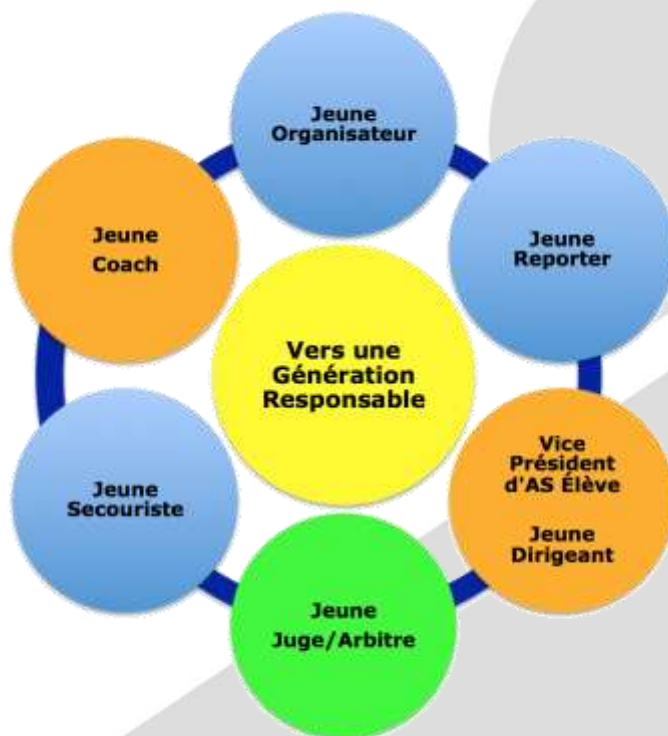 Jeune
Organisateur
Jeune
Reporter
Vice
Président
d'AS Élève
Jeune
Dirigeant
Jeune
Juge/Arbitre
Jeune
Secouriste
Jeune
Coach
Vers une
Génération
Responsable